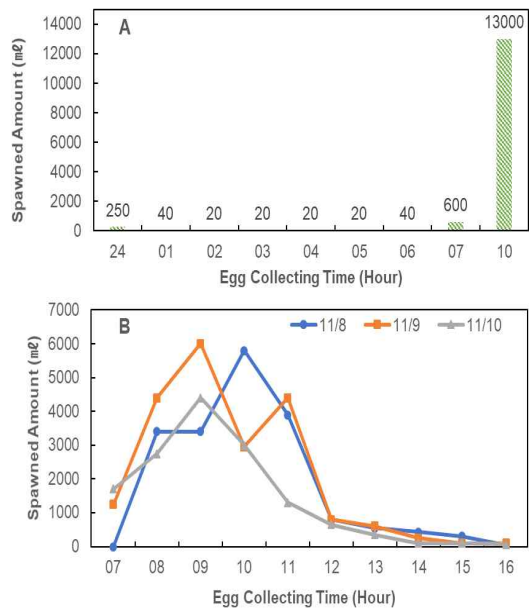 A
14000
12000
10000
8000
6000
4000
2000
0
Spawned Amount (㎖)
250 40 20 20 20 20 40 600 13000
24 01 02 03 04 05 06 07 10
Egg Collecting Time (Hour)
B
11/8 11/9 11/10
7000
6000
5000
4000
3000
2000
1000
0
Spawned Amount (㎖)
07 08 09 10 11 12 13 14 15 16
Egg Collecting Time (Hour)